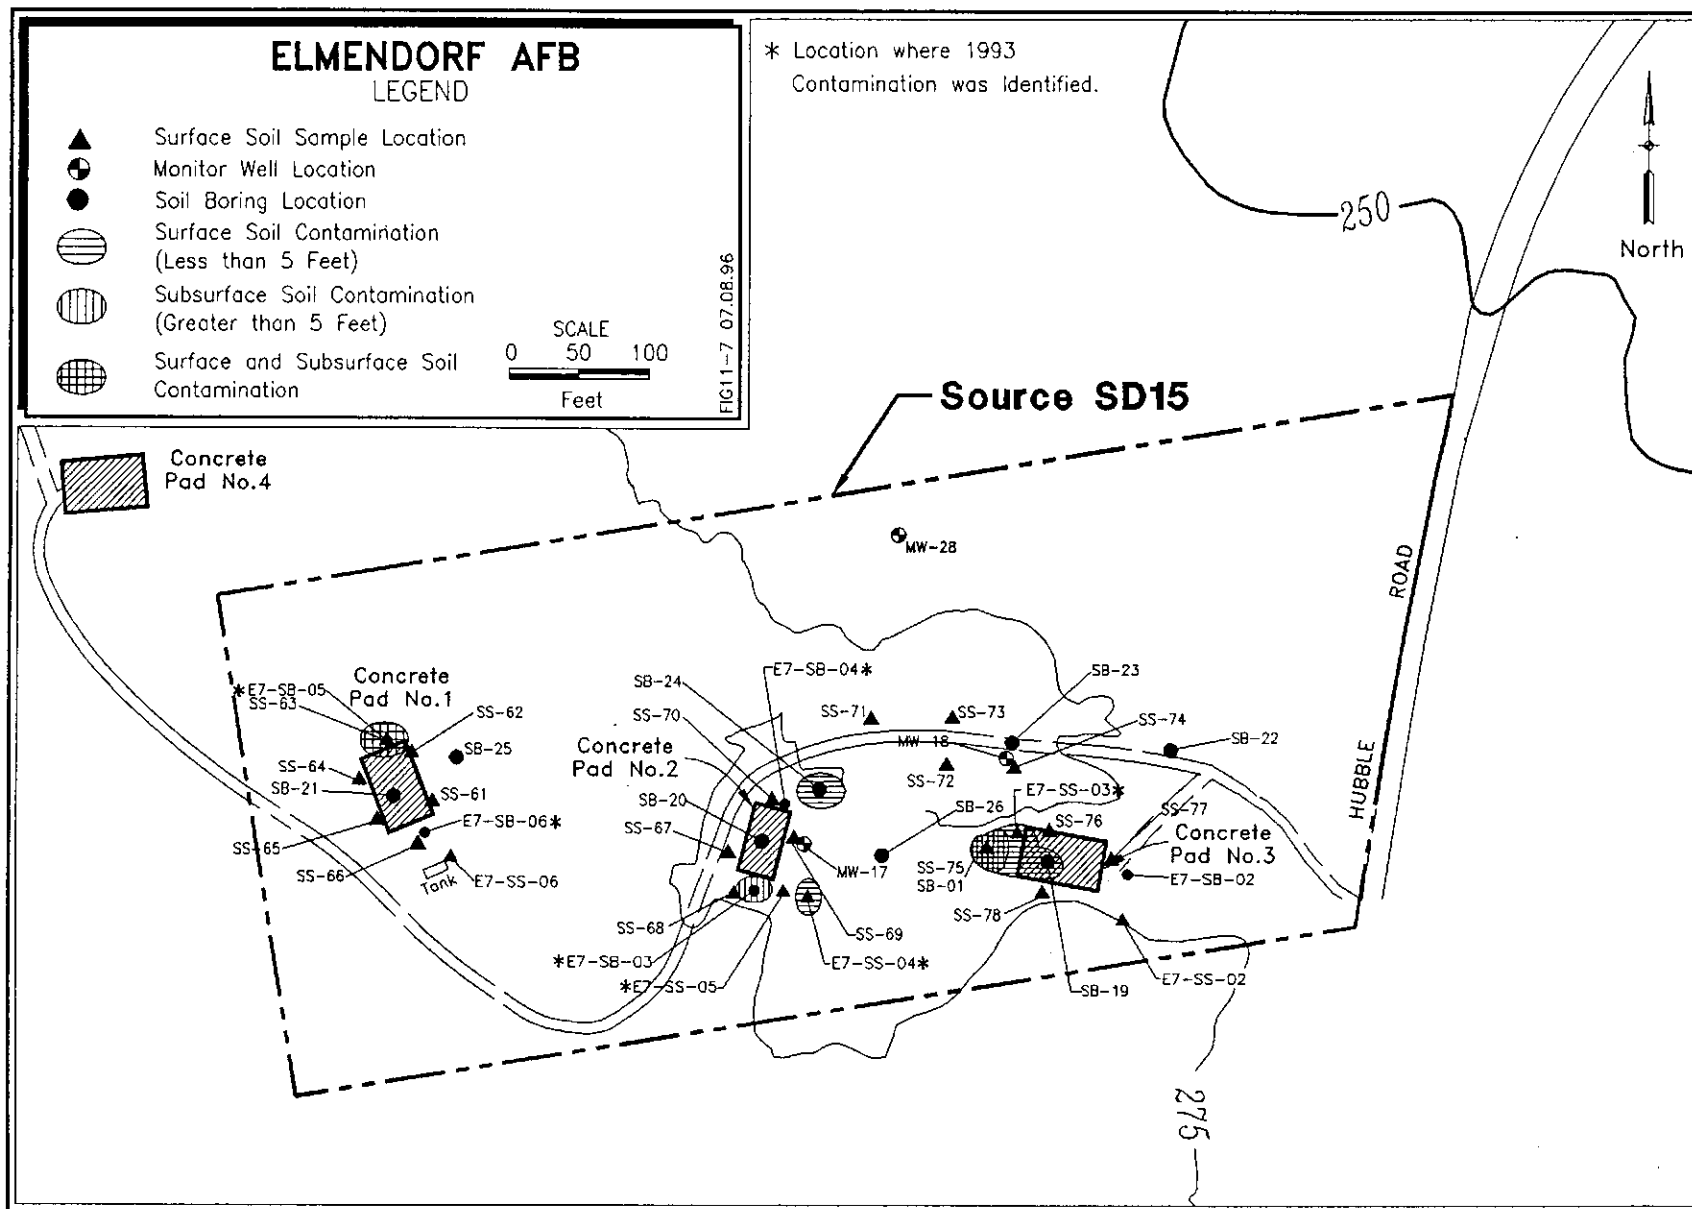 ELMENDORF AFB
LEGEND
Surface Soil Sample Location
Monitor Well Location
Soil Boring Location
Surface Soil Contamination
(Less than 5 Feet)
Subsurface Soil Contamination
(Greater than 5 Feet)
Surface and Subsurface Soil
Contamination
SCALE
0 50 100
Feet
FIG11-7 07.08.96
* Location where 1993
Contamination was Identified.
250
North
Source SD15
Concrete
Pad No.4
MW-28
HUBBLE ROAD
Concrete
Pad No.1
*E7-SB-05
SS-63
SS-62
SB-25
SS-64
SB-21
SS-61
E7-SB-06*
SS-65
SS-66
Tank
E7-SS-06
E7-SB-04*
SB-24
SS-70
Concrete
Pad No.2
SB-20
SS-67
SS-68
*E7-SB-03
*E7-SS-05
MW-17
SS-69
E7-SS-04*
SS-71
SS-73
MW-18
SS-72
SB-23
SS-74
SB-22
SB-26
E7-SS-03*
SS-76
SS-77
Concrete
Pad No.3
E7-SB-02
SS-75
SB-01
SS-78
SB-19
E7-SS-02
275